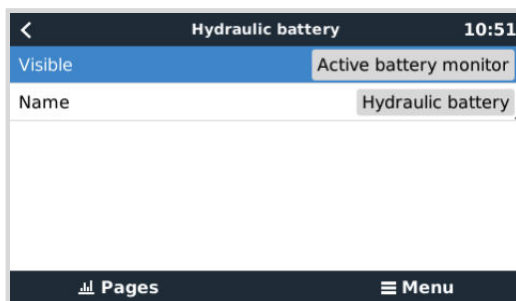 Hydraulic battery 10:51
Visible Active battery monitor
Name Hydraulic battery
Pages Menu